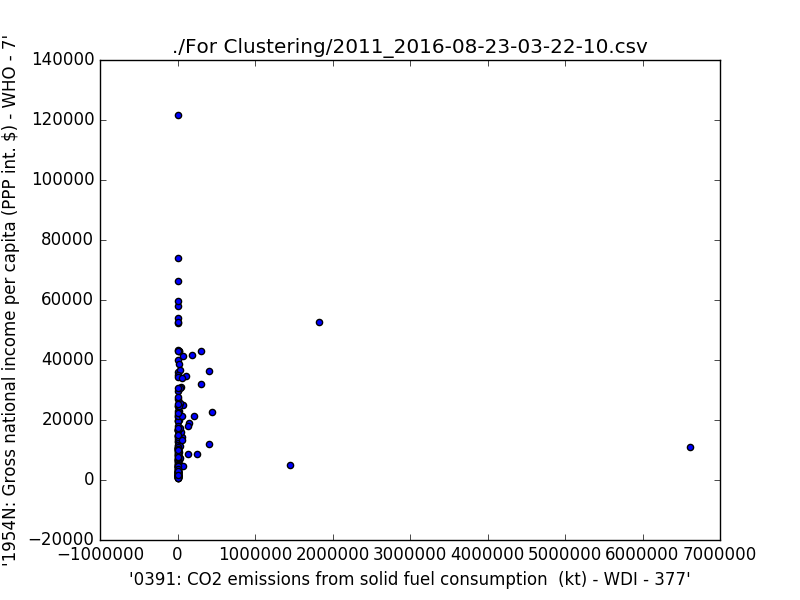 ./For Clustering/2011_2016-08-23-03-22-10.csv
'1954N: Gross national income per capita (PPP int. $) - WHO - 7'
140000
120000
100000
80000
60000
40000
20000
0
−20000
−1000000 0 1000000 2000000 3000000 4000000 5000000 6000000 7000000
'0391: CO2 emissions from solid fuel consumption  (kt) - WDI - 377'